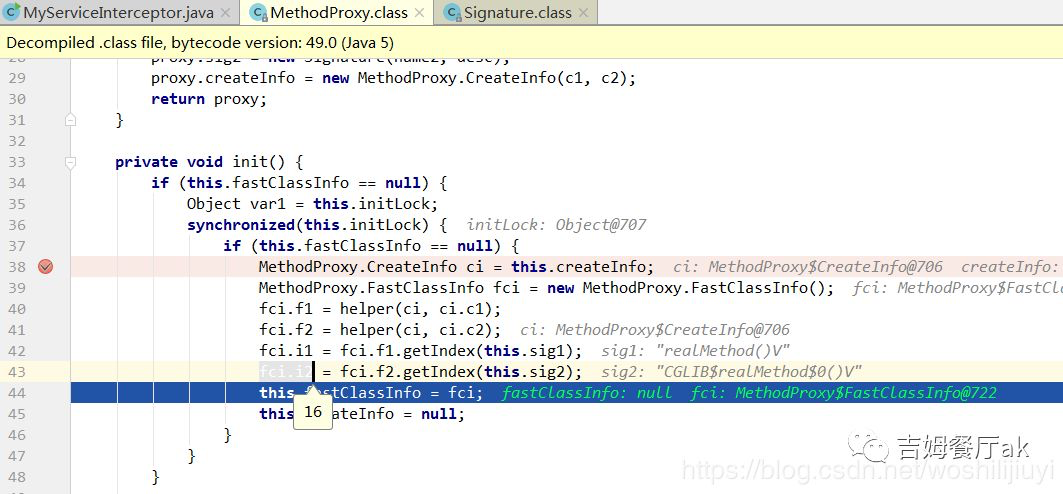 MyServiceInterceptor.java MethodProxy.class Signature.class
Decompiled .class file, bytecode version: 49.0 (Java 5)
28 proxy.sig2 = new Signature(name2, desc);
29 proxy.createInfo = new MethodProxy.CreateInfo(c1, c2);
30 return proxy;
31 }
32
33 private void init() {
34 if (this.fastClassInfo == null) {
35 Object var1 = this.initLock;
36 synchronized(this.initLock) { initLock: Object@707
37 if (this.fastClassInfo == null) {
38 MethodProxy.CreateInfo ci = this.createInfo; ci: MethodProxy$CreateInfo@706 createInfo:
39 MethodProxy.FastClassInfo fci = new MethodProxy.FastClassInfo(); fci: MethodProxy$FastCl
40 fci.f1 = helper(ci, ci.c1);
41 fci.f2 = helper(ci, ci.c2); ci: MethodProxy$CreateInfo@706
42 fci.i1 = fci.f1.getIndex(this.sig1); sig1: "realMethod()V"
43 fci.i2 = fci.f2.getIndex(this.sig2); sig2: "CGLIB$realMethod$0()V"
44 this.fastClassInfo = fci; fastClassInfo: null fci: MethodProxy$FastClassInfo@722
16
45 this.createInfo = null;
46 }
47 }
48 }
吉姆餐厅ak
https://blog.csdn.net/woshilijiuyi